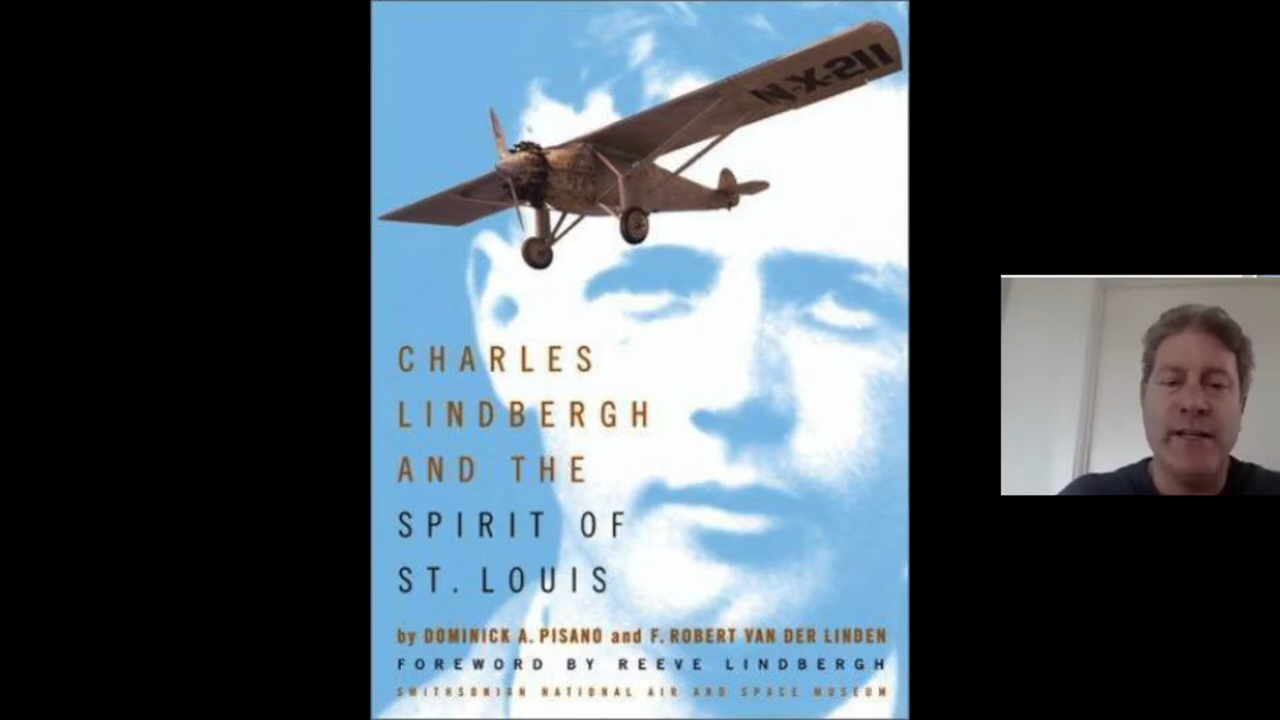 N-X-211
CHARLES
LINDBERGH
AND THE
SPIRIT OF
ST. LOUIS
by DOMINICK A. PISANO and F. ROBERT VAN DER LINDEN
FOREWORD BY REEVE LINDBERGH
SMITHSONIAN NATIONAL AIR AND SPACE MUSEUM